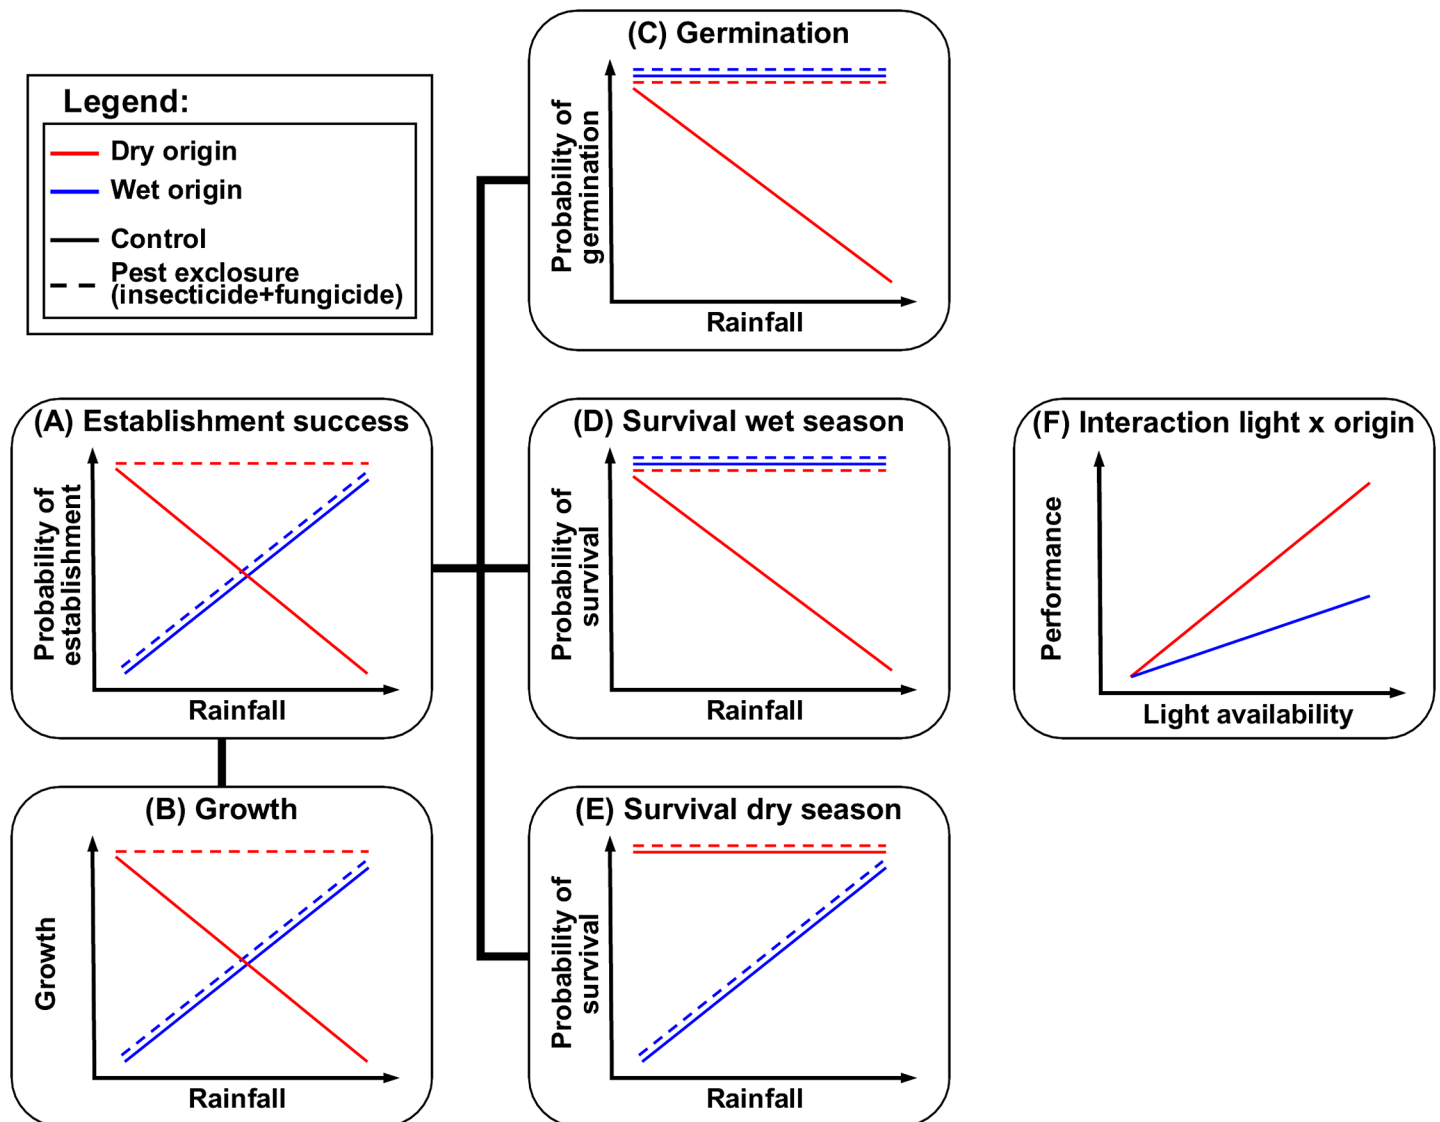 Legend:
Dry origin
Wet origin
Control
Pest exclosure
(insecticide+fungicide)
(C) Germination
Probability of
germination
Rainfall
(A) Establishment success
Probability of
establishment
Rainfall
(D) Survival wet season
Probability of
survival
Rainfall
(F) Interaction light x origin
Performance
Light availability
(B) Growth
Growth
Rainfall
(E) Survival dry season
Probability of
survival
Rainfall